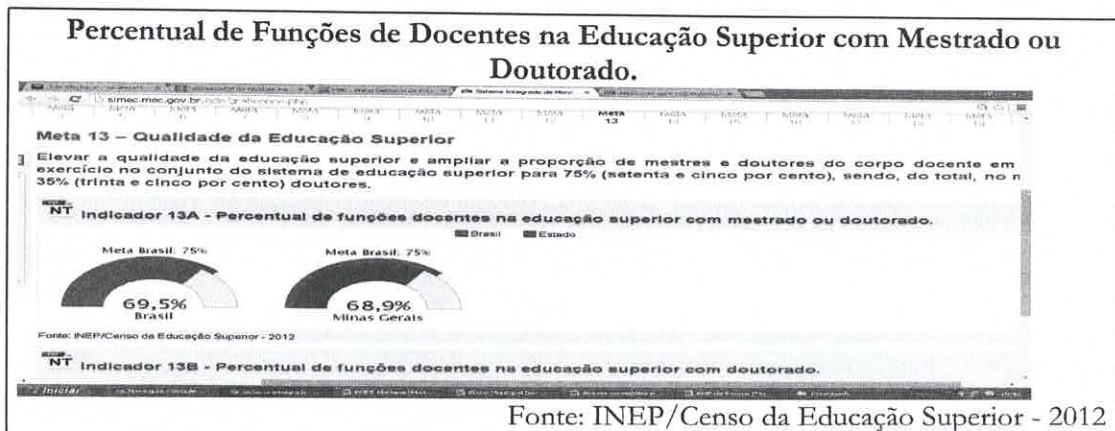 Percentual de Funções de Docentes na Educação Superior com Mestrado ou
Doutorado.
simec.mec.gov.br
Meta
13
Meta 13 – Qualidade da Educação Superior
Elevar a qualidade da educação superior e ampliar a proporção de mestres e doutores do corpo docente em
exercício no conjunto do sistema de educação superior para 75% (setenta e cinco por cento), sendo, do total, no
35% (trinta e cinco por cento) doutores.
NT Indicador 13A - Percentual de funções docentes na educação superior com mestrado ou doutorado.
Brasil Estado
Meta Brasil: 75% Meta Brasil: 75%
69,5% 68,9%
Brasil Minas Gerais
Fonte: INEP/Censo da Educação Superior - 2012
NT Indicador 13B - Percentual de funções docentes na educação superior com doutorado.
Iniciar
Fonte: INEP/Censo da Educação Superior - 2012